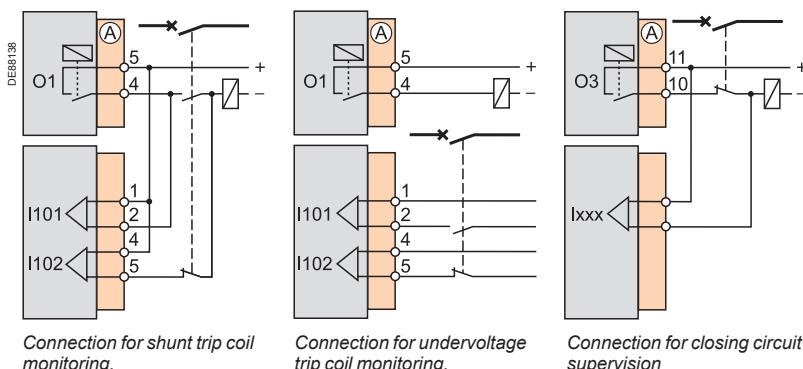 DE88138
A
5
+
O1
4
–
1
I101
2
4
I102
5
Connection for shunt trip coil
monitoring.
A
5
+
O1
4
–
1
I101
2
4
I102
5
Connection for undervoltage
trip coil monitoring.
A
11
+
O3
10
–
Ixxx
Connection for closing circuit
supervision